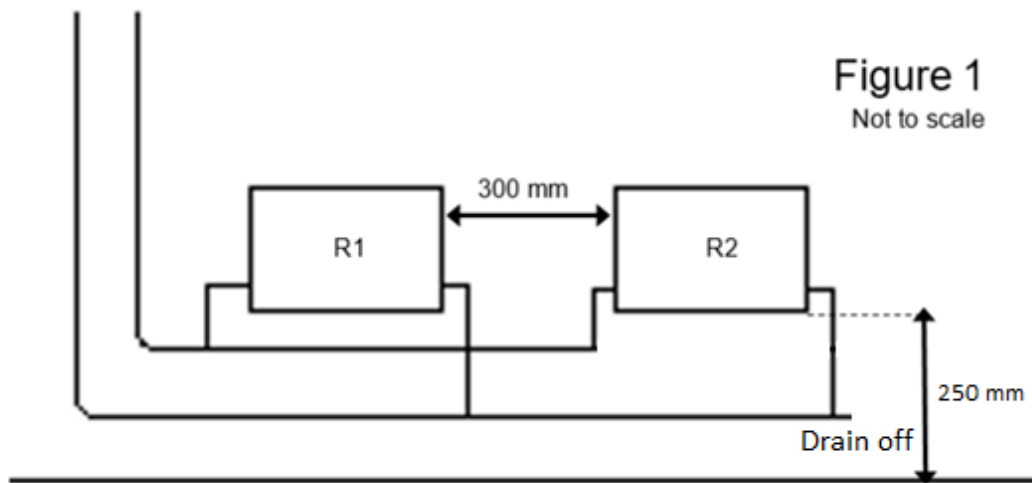 Figure 1
Not to scale
300 mm
R1
R2
250 mm
Drain off